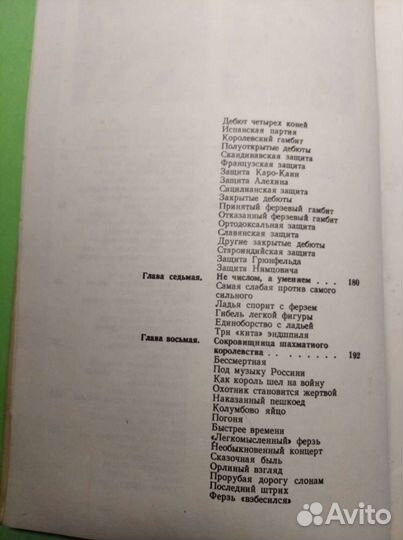 Дебют четырех коней
Испанская партия
Королевский гамбит
Полуоткрытые дебюты
Скандинавская защита
Французская защита
Защита Каро-Канн
Защита Алехина
Сицилианская защита
Закрытые дебюты
Принятый ферзевый гамбит
Отказанный ферзевый гамбит
Ортодоксальная защита
Славянская защита
Другие закрытые дебюты
Староиндийская защита
Защита Грюнфельда
Защита Нимцовича
Глава седьмая. Не числом, а умением . . . 180
Самая слабая против самого
сильного
Ладья спорит с ферзем
Гибель легкой фигуры
Единоборство с ладьей
Три «кита» эндшпиля
Глава восьмая. Сокровищница шахматного
королевства . . . . . . . . 192
Бессмертная
Под музыку Россини
Как король шел на войну
Охотник становится жертвой
Наказанный пешкоед
Колумбово яйцо
Погоня
Быстрее времени
«Легкомысленный» ферзь
Необыкновенный концерт
Сказочная быль
Орлиный взгляд
Прорубая дорогу слонам
Последний штрих
Ферзь «взбесился»
Avito